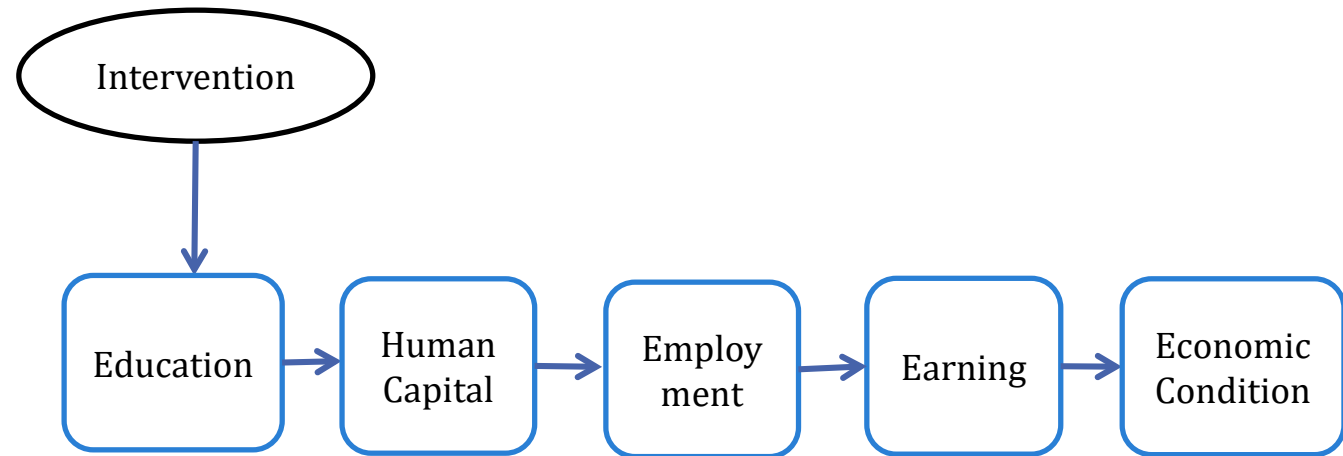 Intervention
Education
Human
Capital
Employ
ment
Earning
Economic
Condition